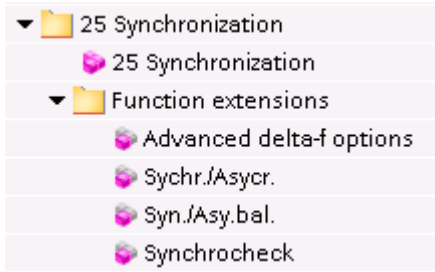 25 Synchronization
25 Synchronization
Function extensions
Advanced delta-f options
Sychr./Asycr.
Syn./Asy.bal.
Synchrocheck